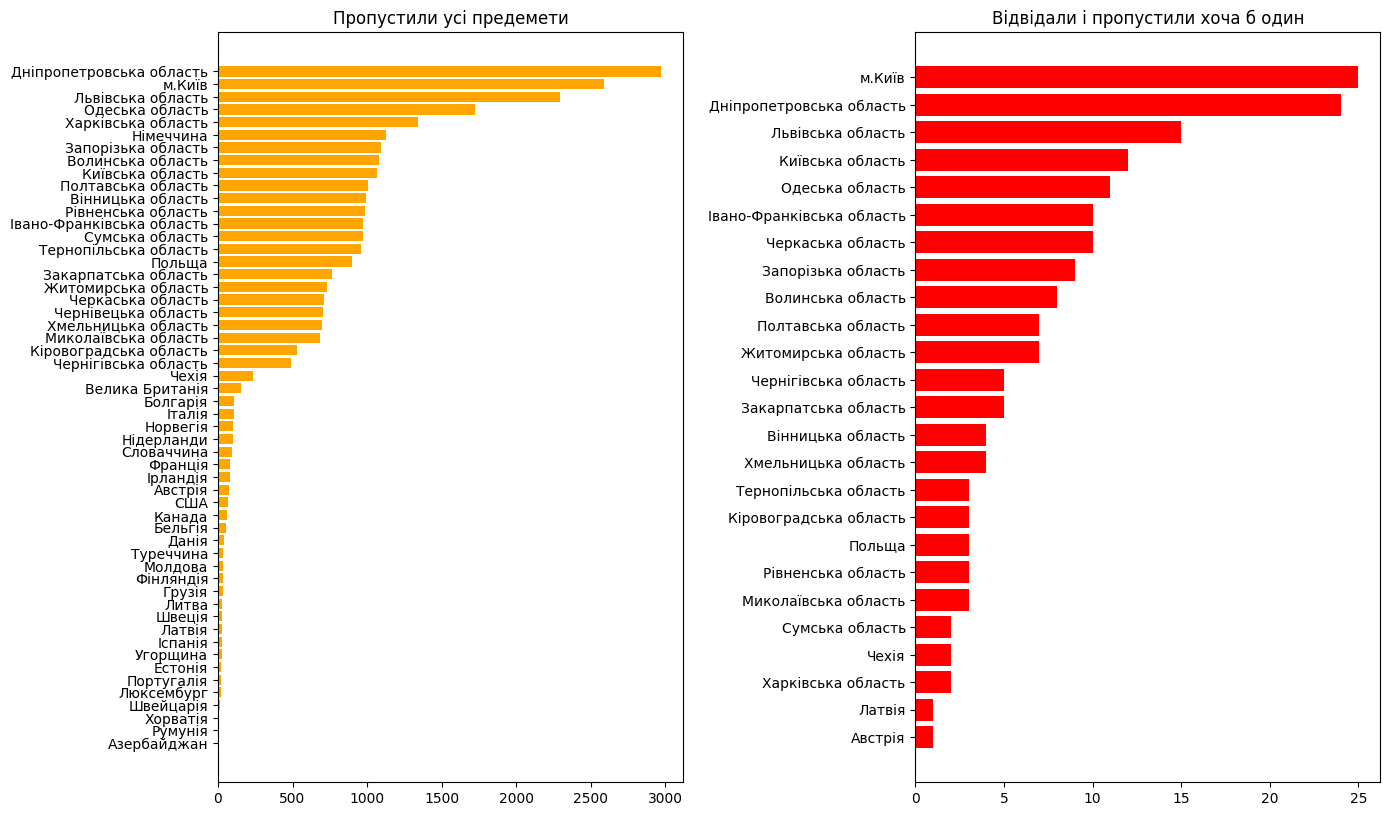 Пропустили усі предемети
Дніпропетровська область
м.Київ
Львівська область
Одеська область
Харківська область
Німеччина
Запорізька область
Волинська область
Київська область
Полтавська область
Вінницька область
Рівненська область
Івано-Франківська область
Сумська область
Тернопільська область
Польща
Закарпатська область
Житомирська область
Черкаська область
Чернівецька область
Хмельницька область
Миколаївська область
Кіровоградська область
Чернігівська область
Чехія
Велика Британія
Болгарія
Італія
Норвегія
Нідерланди
Словаччина
Франція
Ірландія
Австрія
США
Канада
Бельгія
Данія
Туреччина
Молдова
Фінляндія
Грузія
Литва
Швеція
Латвія
Іспанія
Угорщина
Естонія
Португалія
Люксембург
Швейцарія
Хорватія
Румунія
Азербайджан
0 500 1000 1500 2000 2500 3000
Відвідали і пропустили хоча б один
м.Київ
Дніпропетровська область
Львівська область
Київська область
Одеська область
Івано-Франківська область
Черкаська область
Запорізька область
Волинська область
Полтавська область
Житомирська область
Чернігівська область
Закарпатська область
Вінницька область
Хмельницька область
Тернопільська область
Кіровоградська область
Польща
Рівненська область
Миколаївська область
Сумська область
Чехія
Харківська область
Латвія
Австрія
0 5 10 15 20 25